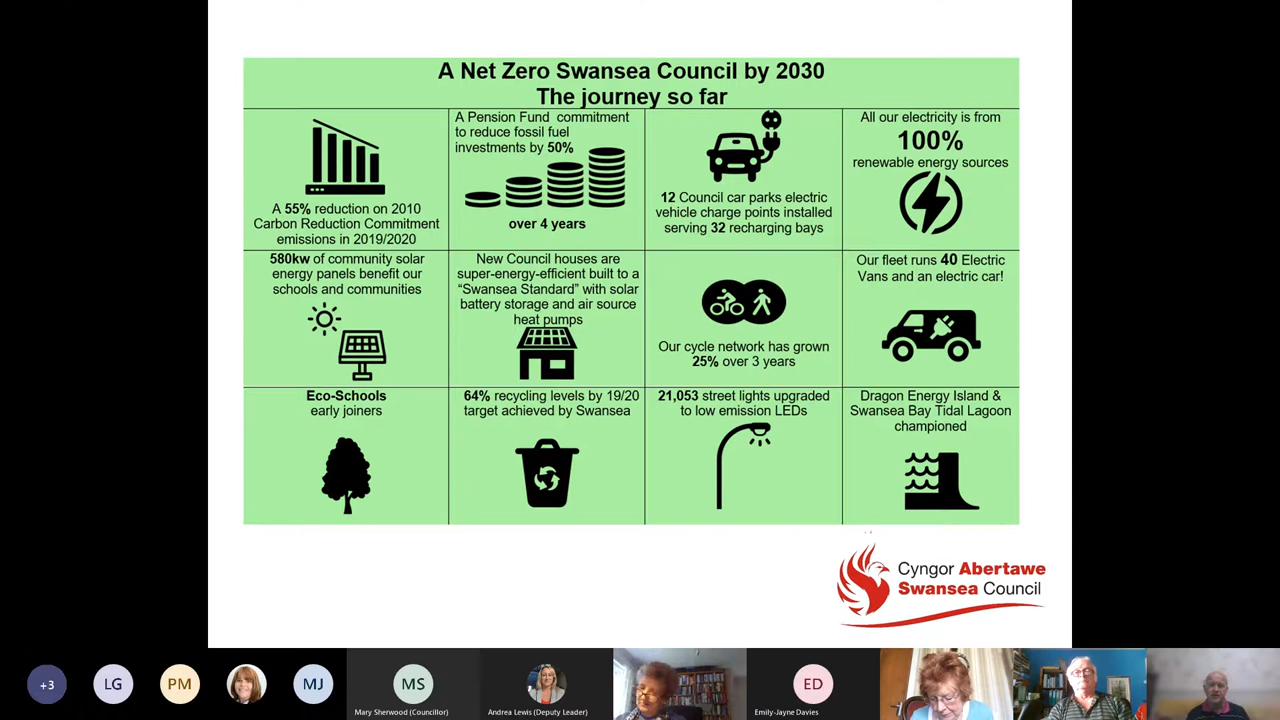 A Net Zero Swansea Council by 2030
The journey so far
A 55% reduction on 2010
Carbon Reduction Commitment
emissions in 2019/2020
A Pension Fund commitment
to reduce fossil fuel
investments by 50%
over 4 years
12 Council car parks electric
vehicle charge points installed
serving 32 recharging bays
All our electricity is from
100%
renewable energy sources
580kw of community solar
energy panels benefit our
schools and communities
New Council houses are
super-energy-efficient built to a
“Swansea Standard” with solar
battery storage and air source
heat pumps
Our cycle network has grown
25% over 3 years
Our fleet runs 40 Electric
Vans and an electric car!
Eco-Schools
early joiners
64% recycling levels by 19/20
target achieved by Swansea
21,053 street lights upgraded
to low emission LEDs
Dragon Energy Island &
Swansea Bay Tidal Lagoon
championed
Cyngor Abertawe
Swansea Council
+3
LG
PM
MJ
MS
Mary Sherwood (Councillor)
Andrea Lewis (Deputy Leader)
ED
Emily-Jayne Davies